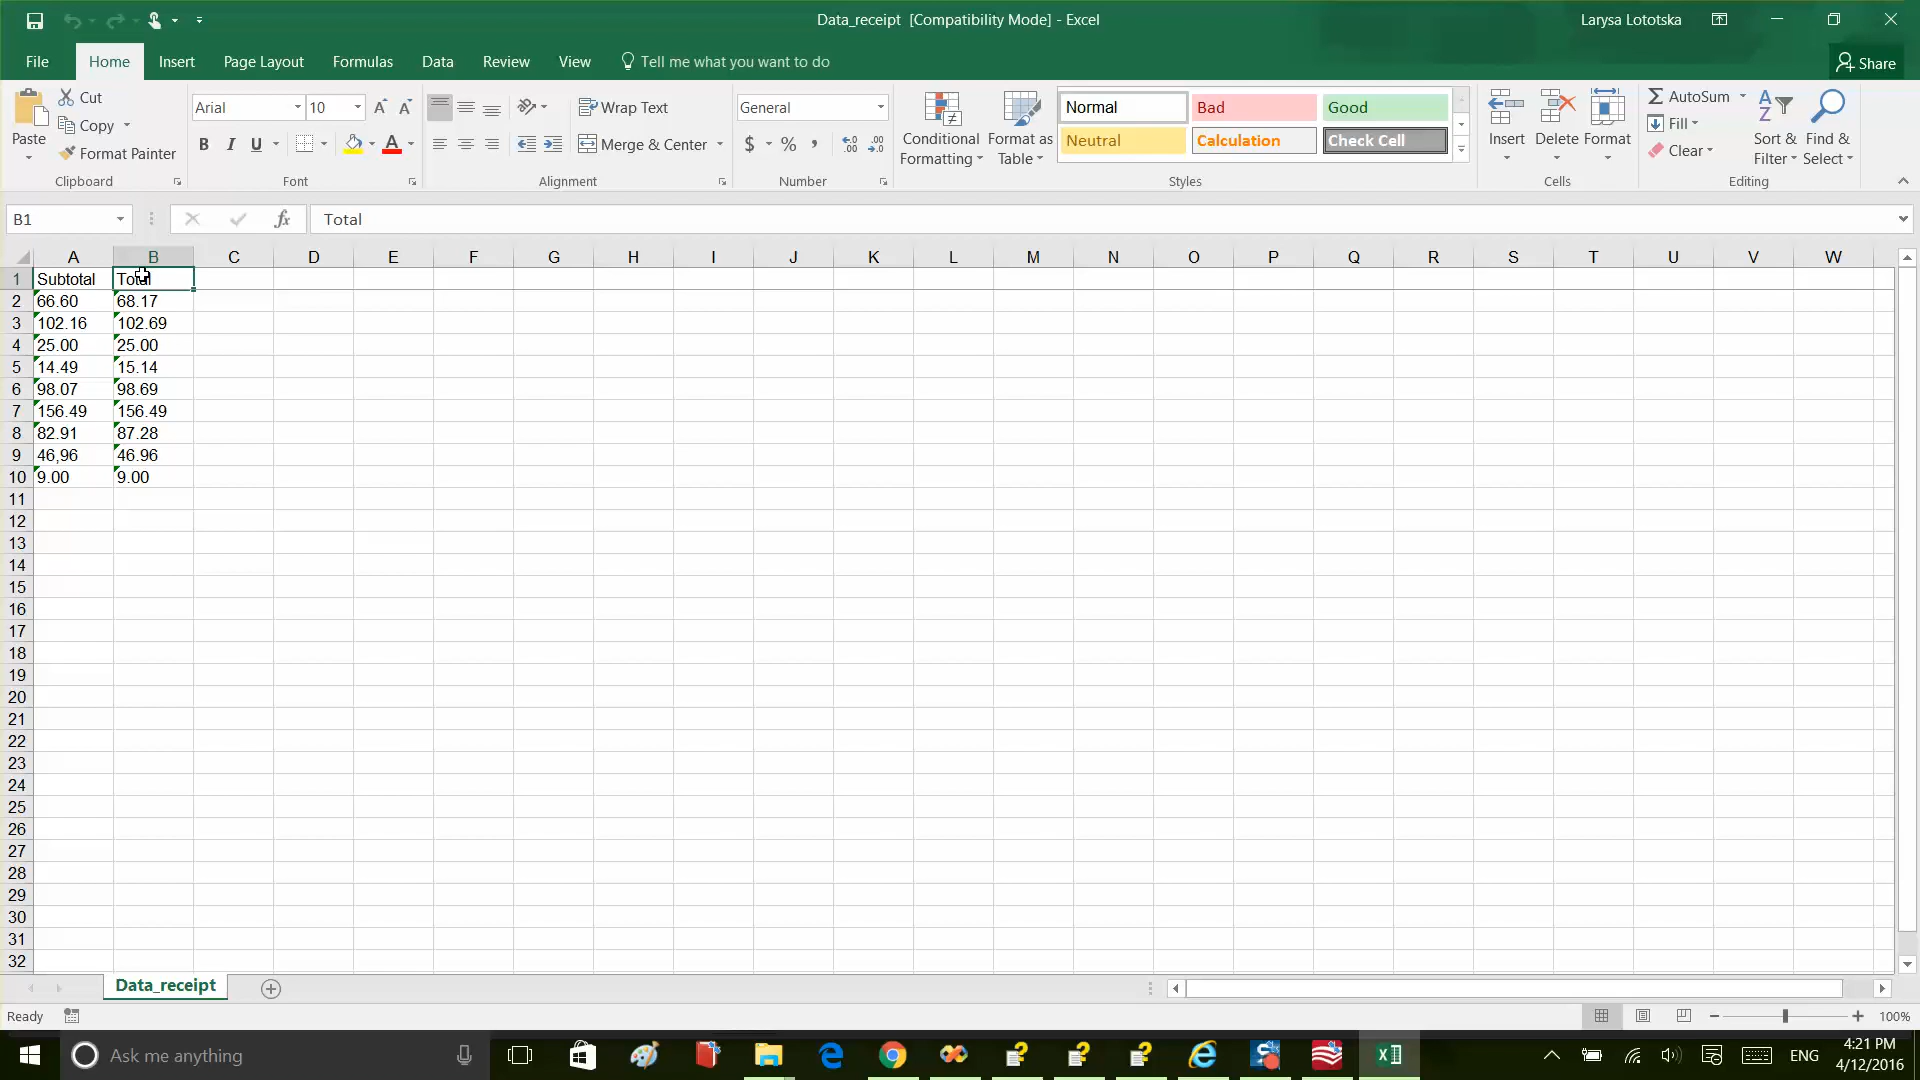 Data_receipt [Compatibility Mode] - Excel
Larysa Lototska
File Home Insert Page Layout Formulas Data Review View Tell me what you want to do Share
Paste Cut Copy Format Painter
Clipboard
Arial 10
B I U A
Font
Wrap Text
Merge & Center
Alignment
General
$ % ,
Number
Conditional Formatting
Format as Table
Normal Bad Good
Neutral Calculation Check Cell
Styles
Insert Delete Format
Cells
AutoSum
Fill
Clear
Sort & Filter
Find & Select
Editing
B1 fx Total
A B C D E F G H I J K L M N O P Q R S T U V W
1 Subtotal Total
2 66.60 68.17
3 102.16 102.69
4 25.00 25.00
5 14.49 15.14
6 98.07 98.69
7 156.49 156.49
8 82.91 87.28
9 46,96 46.96
10 9.00 9.00
11
12
13
14
15
16
17
18
19
20
21
22
23
24
25
26
27
28
29
30
31
32
Data_receipt
Ready 100%
Ask me anything
ENG
4:21 PM
4/12/2016